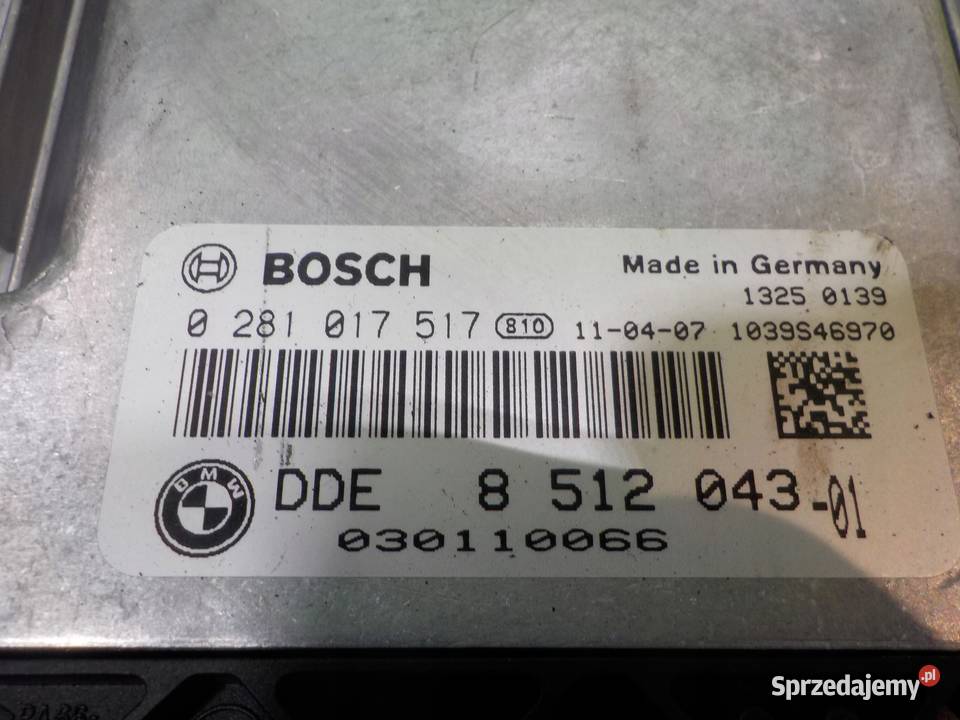 BOSCH
Made in Germany
1325 0139
0 281 017 517 810 11-04-07 1039S46970
BMW
DDE 8 512 043-01
030110066
Sprzedajemy.pl